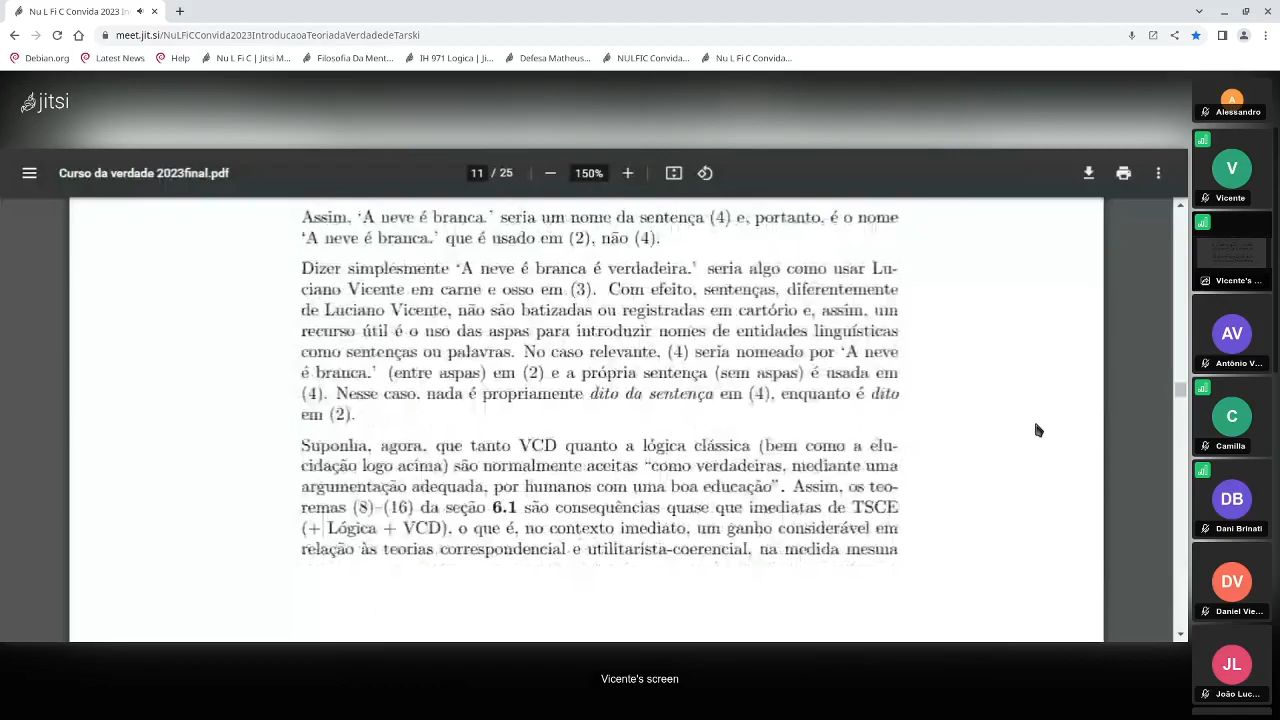 Nu L Fi C Convida 2023 In
meet.jit.si/NuLFiCConvida2023IntroducaoaTeoriadaVerdadedeTarski
Debian.org
Latest News
Help
Nu L Fi C | Jitsi M...
Filosofia Da Ment...
IH 971 Logica | Ji...
Defesa Matheus...
NULFIC Convida...
Nu L Fi C Convida...
jitsi
Curso da verdade 2023final.pdf
11 / 25
150%
Assim, ‘A neve é branca.’ seria um nome da sentença (4) e, portanto, é o nome
‘A neve é branca.’ que é usado em (2), não (4).
Dizer simplesmente ‘A neve é branca é verdadeira.’ seria algo como usar Lu-
ciano Vicente em carne e osso em (3). Com efeito, sentenças, diferentemente
de Luciano Vicente, não são batizadas ou registradas em cartório e, assim, um
recurso útil é o uso das aspas para introduzir nomes de entidades linguísticas
como sentenças ou palavras. No caso relevante, (4) seria nomeado por ‘A neve
é branca.’ (entre aspas) em (2) e a própria sentença (sem aspas) é usada em
(4). Nesse caso, nada é propriamente dito da sentença em (4), enquanto é dito
em (2).
Suponha, agora, que tanto VCD quanto a lógica clássica (bem como a elu-
cidação logo acima) são normalmente aceitas “como verdadeiras, mediante uma
argumentação adequada, por humanos com uma boa educação”. Assim, os teo-
remas (8)–(16) da seção 6.1 são consequências quase que imediatas de TSCE
(+ Lógica + VCD), o que é, no contexto imediato, um ganho considerável em
relação às teorias correspondencial e utilitarista-coerencial, na medida mesma
Vicente's screen
A
Alessandro
V
Vicente
Vicente's ...
AV
Antônio V...
C
Camilla
DB
Dani Brinati
DV
Daniel Vie...
JL
João Luc...